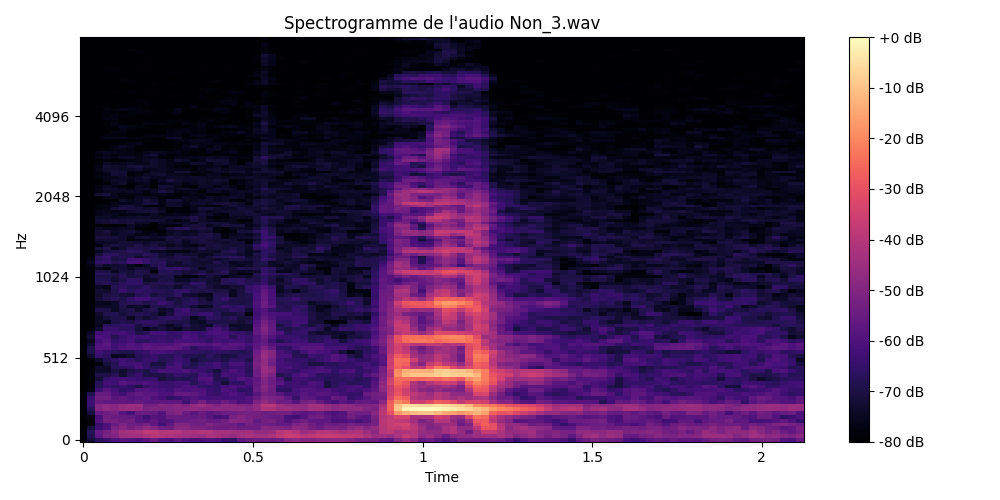 Spectrogramme de l'audio Non_3.wav
+0 dB
-10 dB
-20 dB
-30 dB
-40 dB
-50 dB
-60 dB
-70 dB
-80 dB
4096
2048
1024
512
0
Hz
0
0.5
1
1.5
2
Time